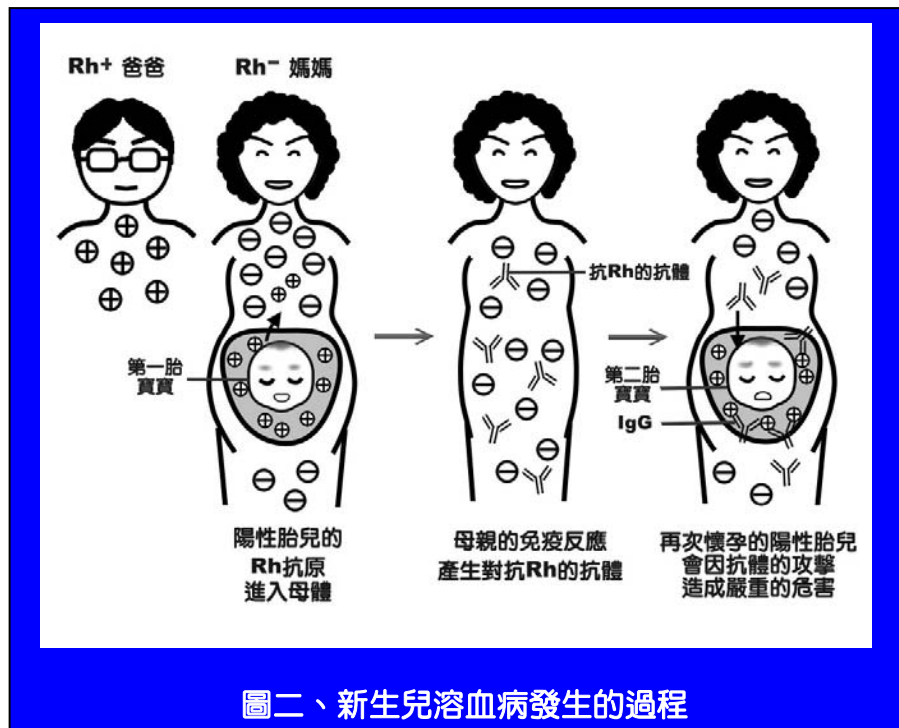 Rh⁺ 爸爸
Rh⁻ 媽媽
抗Rh的抗體
第一胎
寶寶
第二胎
寶寶
IgG
陽性胎兒的
Rh抗原
進入母體
母親的免疫反應
產生對抗Rh的抗體
再次懷孕的陽性胎兒
會因抗體的攻擊
造成嚴重的危害
圖二、新生兒溶血病發生的過程